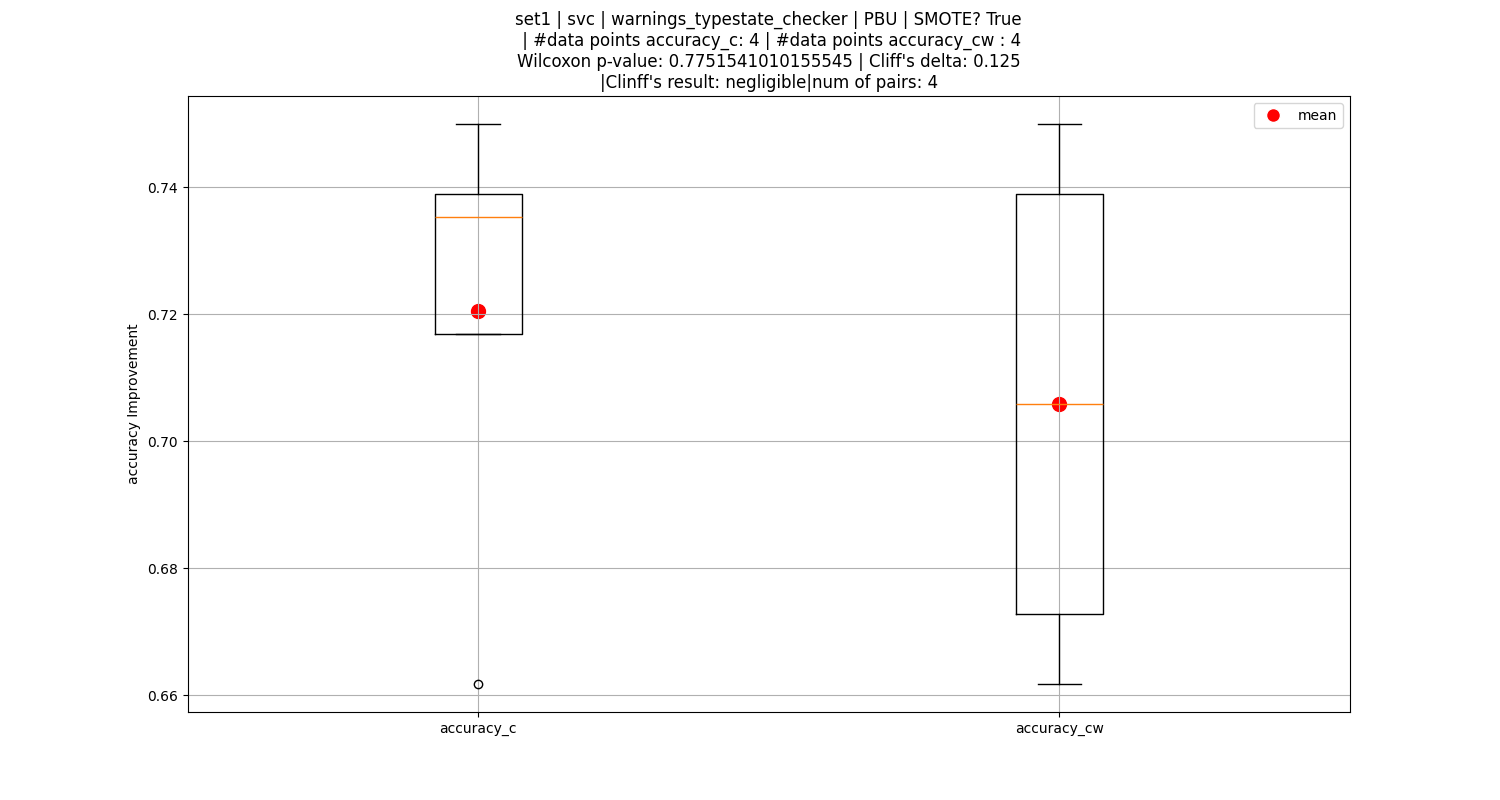 set1 | svc | warnings_typestate_checker | PBU | SMOTE? True
| #data points accuracy_c: 4 | #data points accuracy_cw : 4
Wilcoxon p-value: 0.7751541010155545 | Cliff's delta: 0.125
|Clinff's result: negligible|num of pairs: 4
mean
accuracy Improvement
0.74
0.72
0.70
0.68
0.66
accuracy_c
accuracy_cw